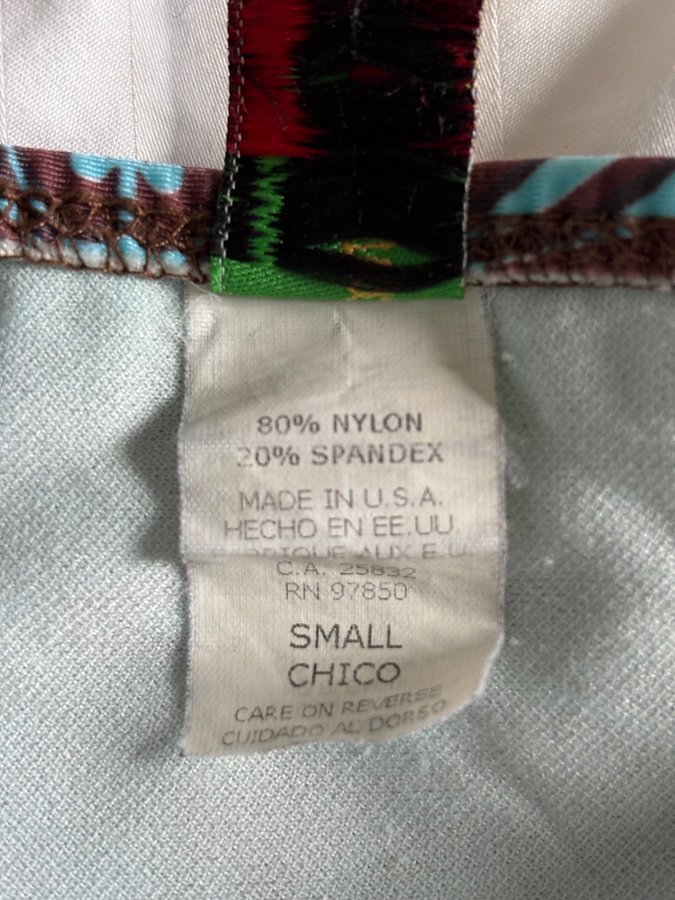 80% NYLON
20% SPANDEX
MADE IN U.S.A.
HECHO EN EE.UU.
AUX E.U
C.A. 25832
RN 97850
SMALL
CHICO
CARE ON REVERSE
CUIDADO AL DORSO